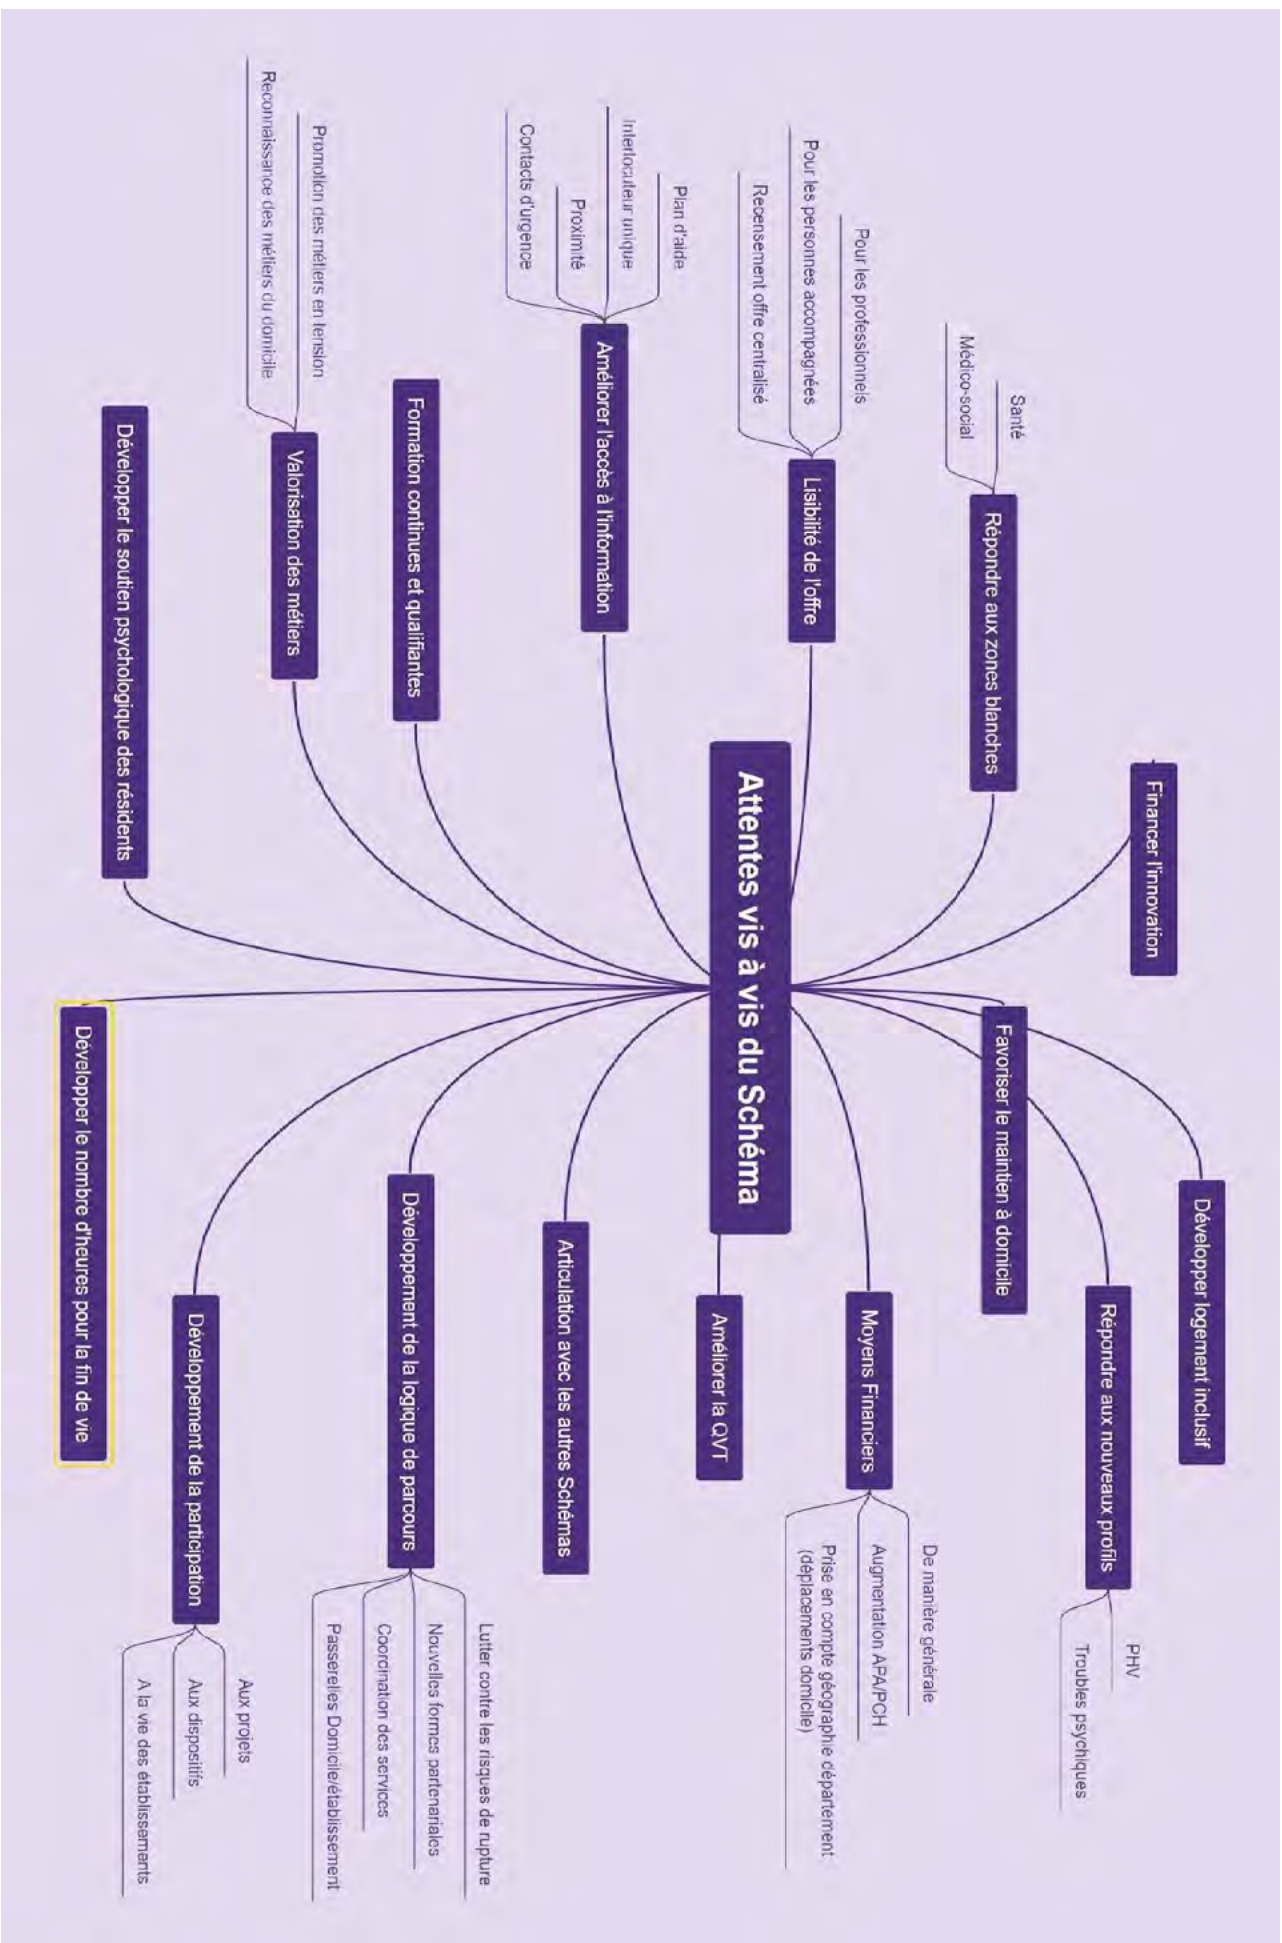 Attentes vis à vis du Schéma
Financer l'innovation
Répondre aux zones blanches
Santé
Médico-social
Lisibilité de l'offre
Pour les professionnels
Pour les personnes accompagnées
Recensement offre centralisé
Améliorer l'accès à l'information
Plan d'aide
Interlocuteur unique
Proximité
Contacts d'urgence
Formation continues et qualifiantes
Valorisation des métiers
Promotion des métiers en tension
Reconnaissance des métiers du domicile
Développer le soutien psychologique des résidents
Développer logement inclusif
Répondre aux nouveaux profils
PHV
Troubles psychiques
Favoriser le maintien à domicile
Moyens Financiers
De manière générale
Augmentation APA/PCH
Prise en compte géographie département
(déplacements domicile)
Améliorer la QVT
Articulation avec les autres Schémas
Développement de la logique de parcours
Lutter contre les risques de rupture
Nouvelles formes partenariales
Coordination des services
Passerelles Domicile/établissement
Développement de la participation
Aux projets
Aux dispositifs
A la vie des établissements
Développer le nombre d'heures pour la fin de vie